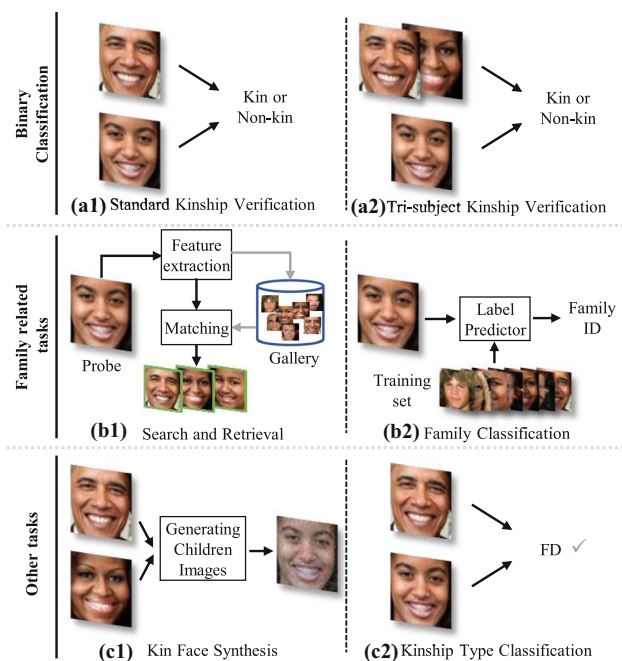 Binary
Classification
Kin or
Non-kin
(a1) Standard Kinship Verification
Kin or
Non-kin
(a2) Tri-subject Kinship Verification
Family related
tasks
Probe
Feature
extraction
Matching
Gallery
(b1) Search and Retrieval
Label
Predictor
Family
ID
Training
set
(b2) Family Classification
Other tasks
Generating
Children
Images
(c1) Kin Face Synthesis
FD ✓
(c2) Kinship Type Classification